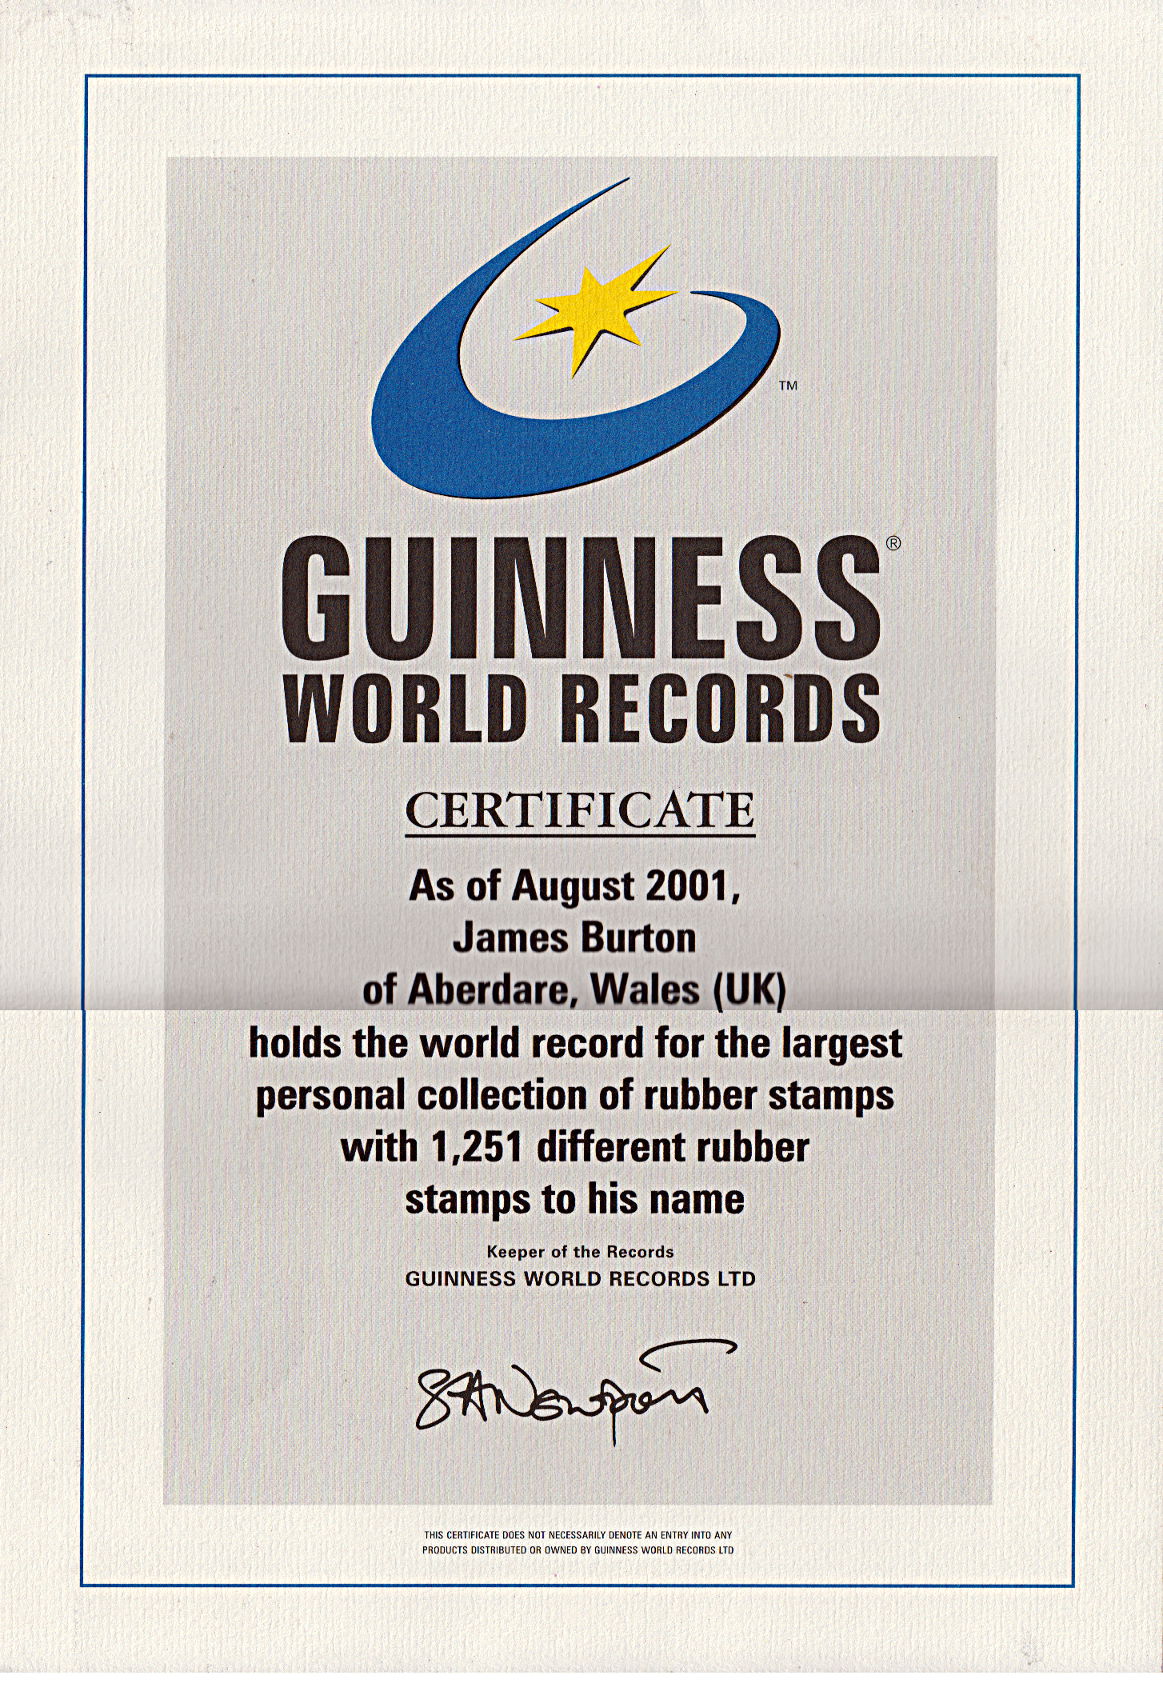 TM
GUINNESS®
WORLD RECORDS
CERTIFICATE
As of August 2001,
James Burton
of Aberdare, Wales (UK)
holds the world record for the largest
personal collection of rubber stamps
with 1,251 different rubber
stamps to his name
Keeper of the Records
GUINNESS WORLD RECORDS LTD
THIS CERTIFICATE DOES NOT NECESSARILY DENOTE AN ENTRY INTO ANY
PRODUCTS DISTRIBUTED OR OWNED BY GUINNESS WORLD RECORDS LTD